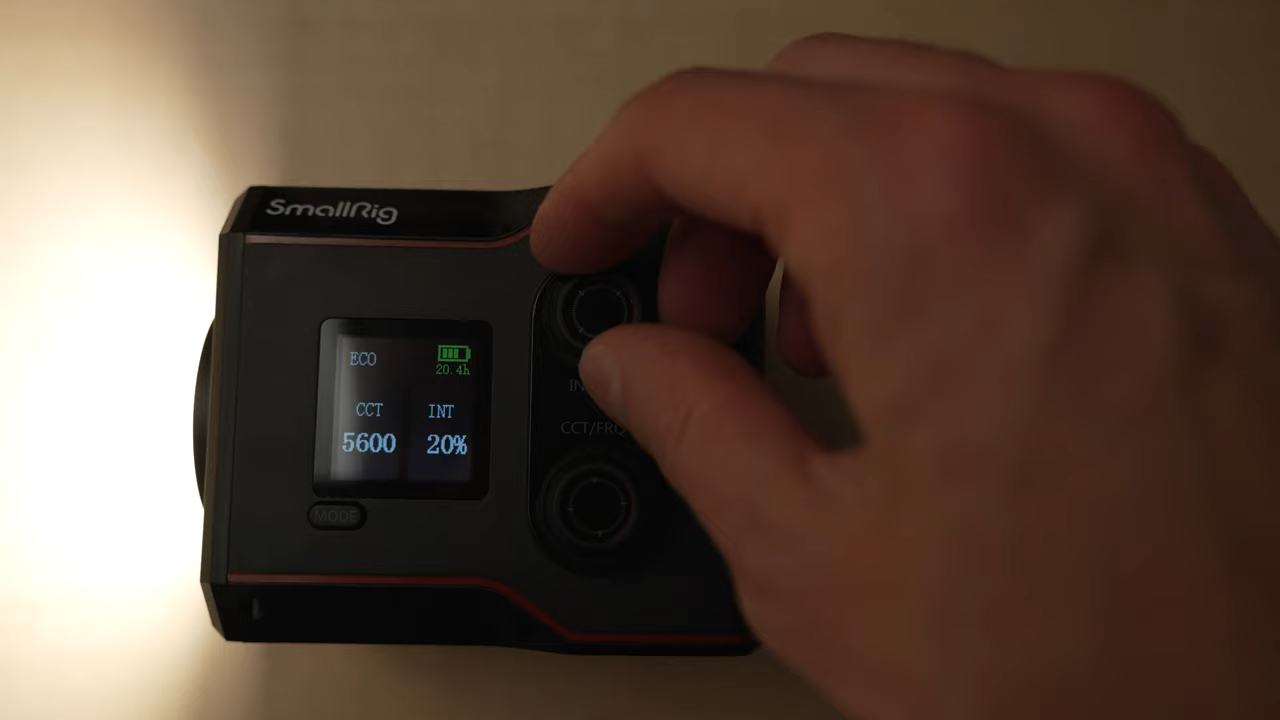 SmallRig
ECO
20.4h
CCT INT
5600 20%
MODE
CCT/FRQ